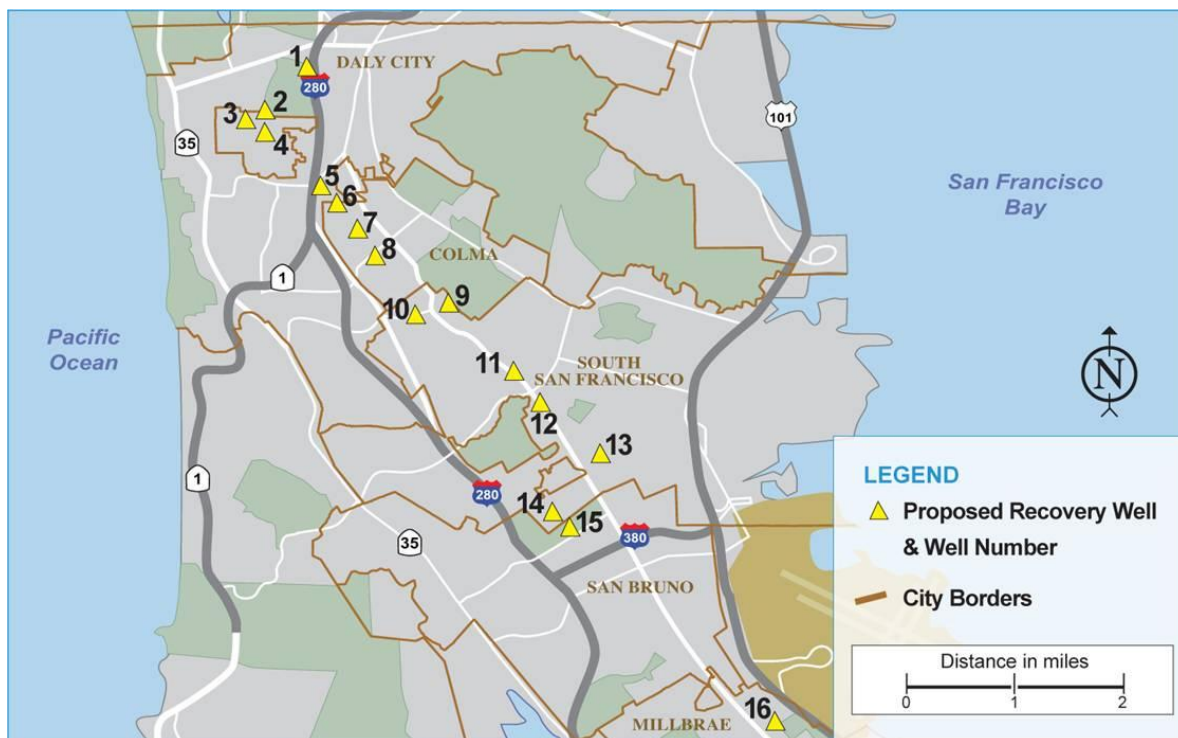 1
DALY CITY
280
2
3
4
35
101
5
6
7
8
San Francisco
Bay
COLMA
1
9
10
Pacific
Ocean
11
SOUTH
SAN FRANCISCO
N
12
13
1
280
14
15
35
380
SAN BRUNO
MILLBRAE
16
LEGEND
Proposed Recovery Well
& Well Number
City Borders
Distance in miles
0 1 2